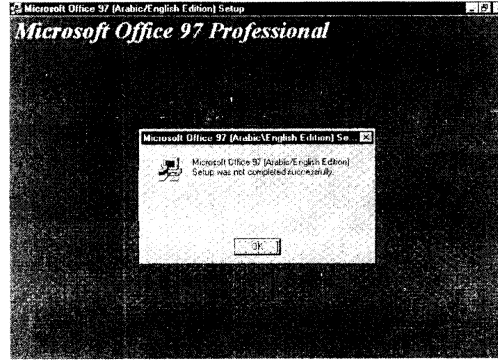 Microsoft Office 97 (Arabic/English Edition) Setup
Microsoft Office 97 Professional
Microsoft Office 97 (Arabic\English Edition) Se...
Microsoft Office 97 (Arabic/English Edition)
Setup was not completed successfully.
OK